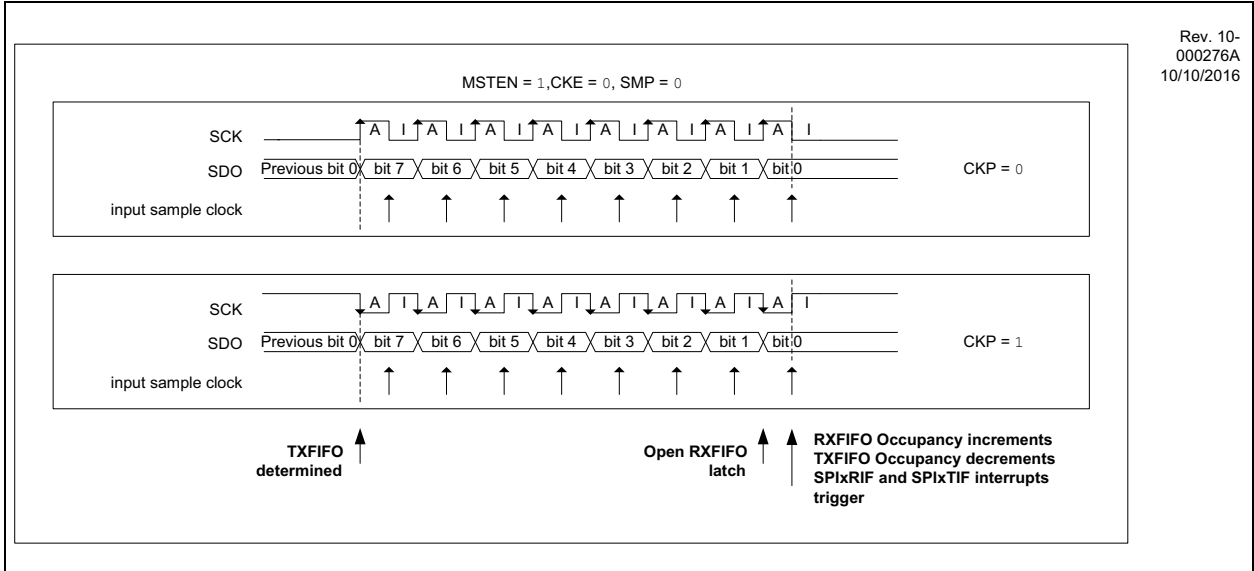 Rev. 10-
000276A
10/10/2016
MSTEN = 1,CKE = 0, SMP = 0
SCK A I A I A I A I A I A I A I A I
SDO Previous bit 0 bit 7 bit 6 bit 5 bit 4 bit 3 bit 2 bit 1 bit 0 CKP = 0
input sample clock
SCK A I A I A I A I A I A I A I A I
SDO Previous bit 0 bit 7 bit 6 bit 5 bit 4 bit 3 bit 2 bit 1 bit 0 CKP = 1
input sample clock
TXFIFO
determined
Open RXFIFO
latch
RXFIFO Occupancy increments
TXFIFO Occupancy decrements
SPIxRIF and SPIxTIF interrupts
trigger